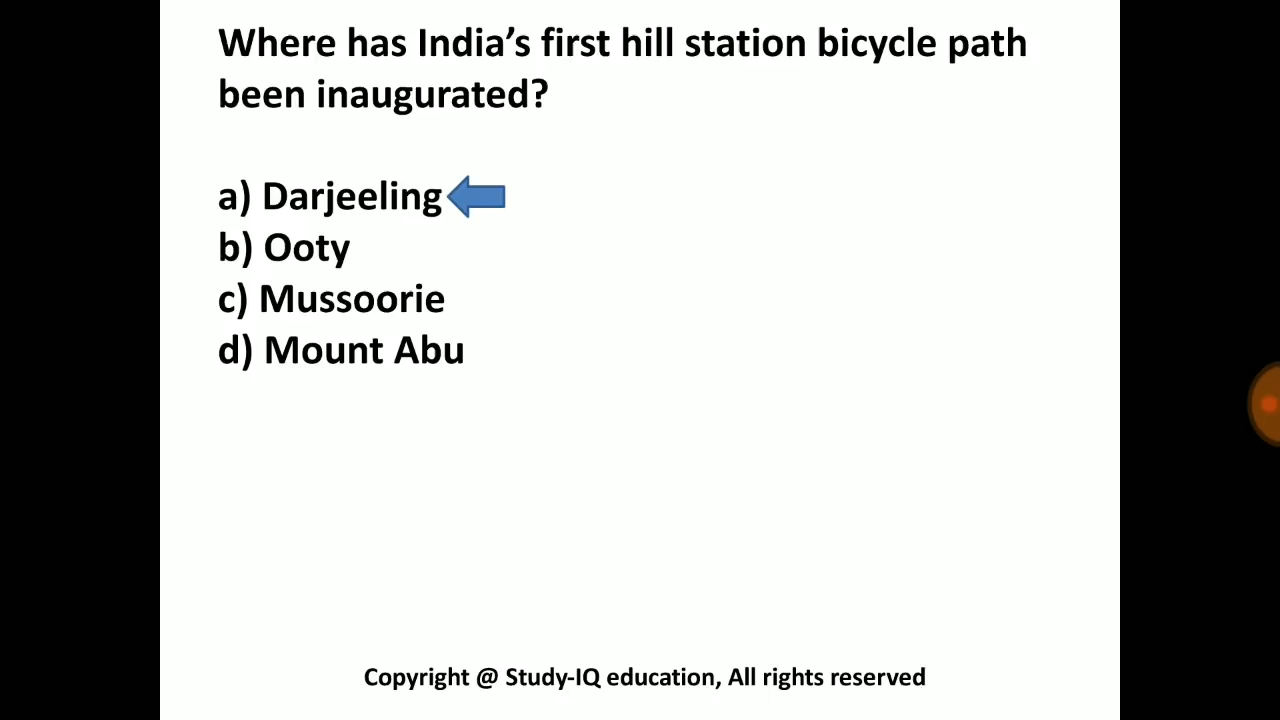 Where has India’s first hill station bicycle path
been inaugurated?
a) Darjeeling
b) Ooty
c) Mussoorie
d) Mount Abu
Copyright @ Study-IQ education, All rights reserved